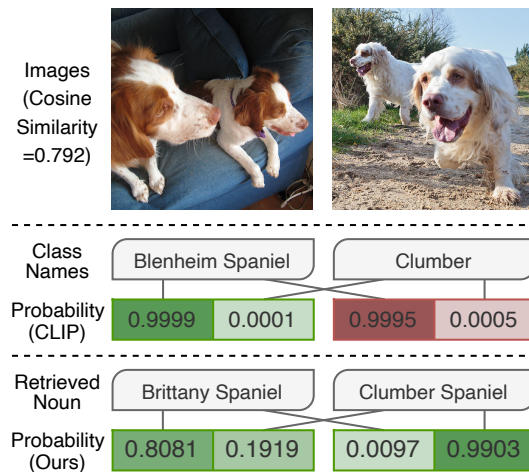 Images
(Cosine
Similarity
=0.792)
Class
Names
Blenheim Spaniel
Clumber
Probability
(CLIP)
0.9999
0.0001
0.9995
0.0005
Retrieved
Noun
Brittany Spaniel
Clumber Spaniel
Probability
(Ours)
0.8081
0.1919
0.0097
0.9903